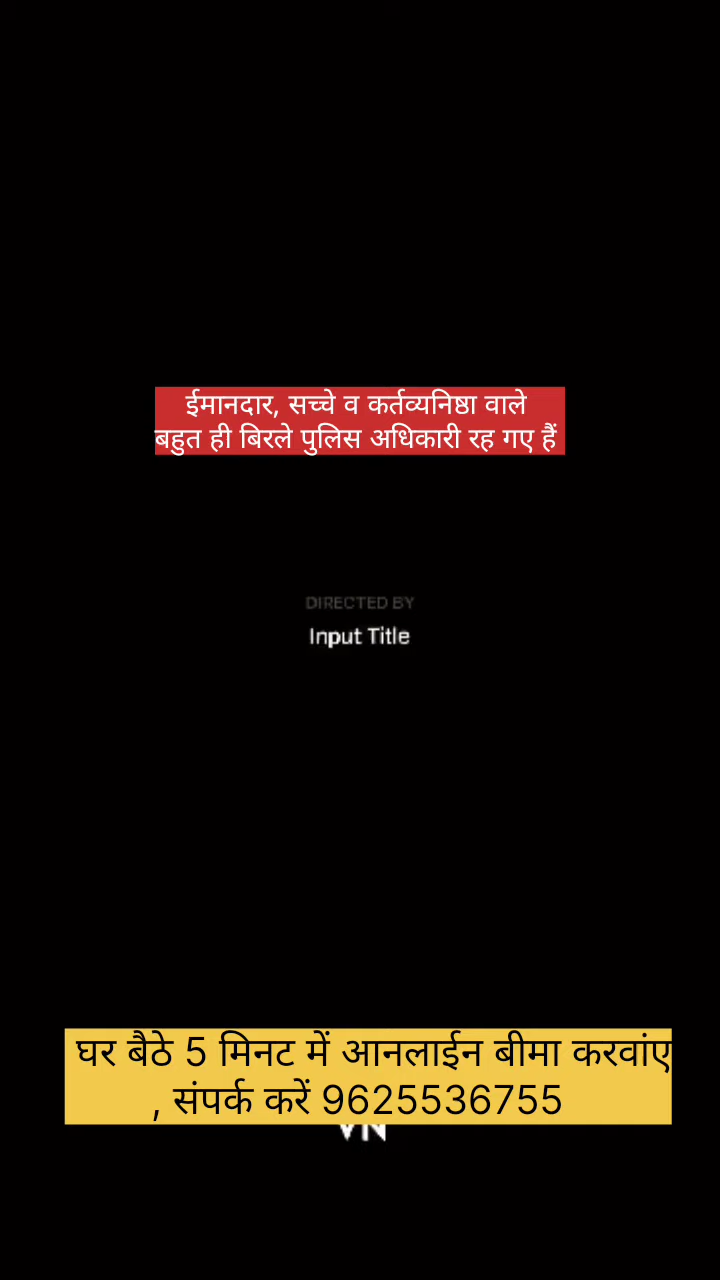 ईमानदार, सच्चे व कर्तव्यनिष्ठा वाले
बहुत ही बिरले पुलिस अधिकारी रह गए हैं
DIRECTED BY
Input Title
घर बैठे 5 मिनट में आनलाईन बीमा करवांए
, संपर्क करें 9625536755
VN